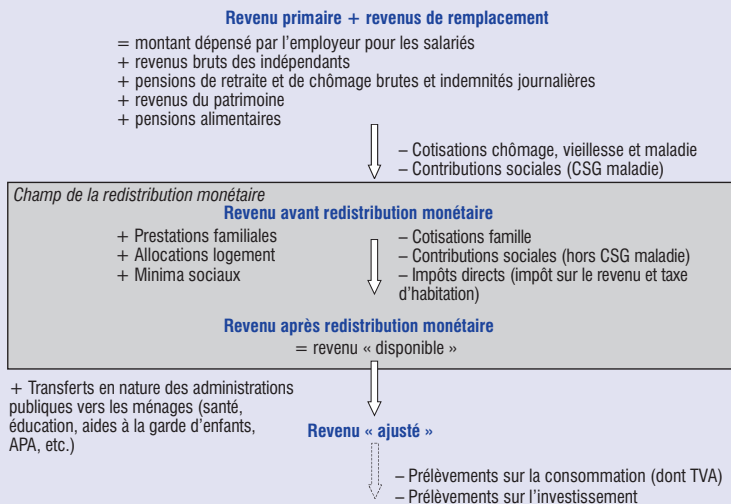 Revenu primaire + revenus de remplacement
= montant dépensé par l'employeur pour les salariés
+ revenus bruts des indépendants
+ pensions de retraite et de chômage brutes et indemnités journalières
+ revenus du patrimoine
+ pensions alimentaires
– Cotisations chômage, vieillesse et maladie
– Contributions sociales (CSG maladie)
Champ de la redistribution monétaire
Revenu avant redistribution monétaire
+ Prestations familiales
+ Allocations logement
+ Minima sociaux
– Cotisations famille
– Contributions sociales (hors CSG maladie)
– Impôts directs (impôt sur le revenu et taxe
d'habitation)
Revenu après redistribution monétaire
= revenu « disponible »
+ Transferts en nature des administrations
publiques vers les ménages (santé,
éducation, aides à la garde d'enfants,
APA, etc.)
Revenu « ajusté »
– Prélèvements sur la consommation (dont TVA)
– Prélèvements sur l'investissement